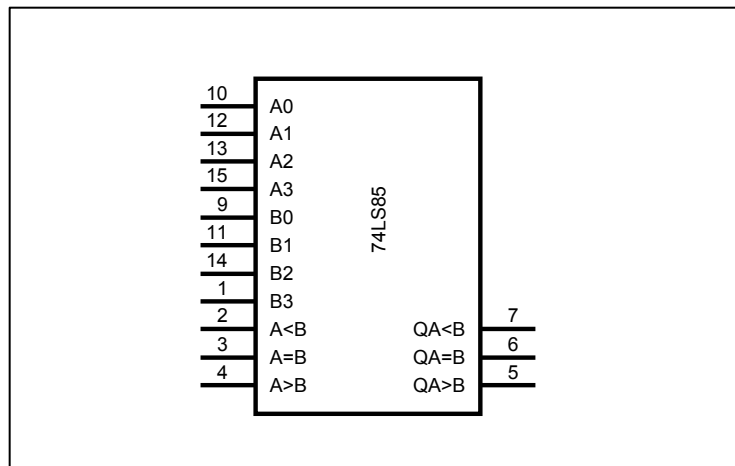 10 A0
12 A1
13 A2
15 A3
9 B0
11 B1
14 B2
1 B3
2 A<B QA<B 7
3 A=B QA=B 6
4 A>B QA>B 5
74LS85